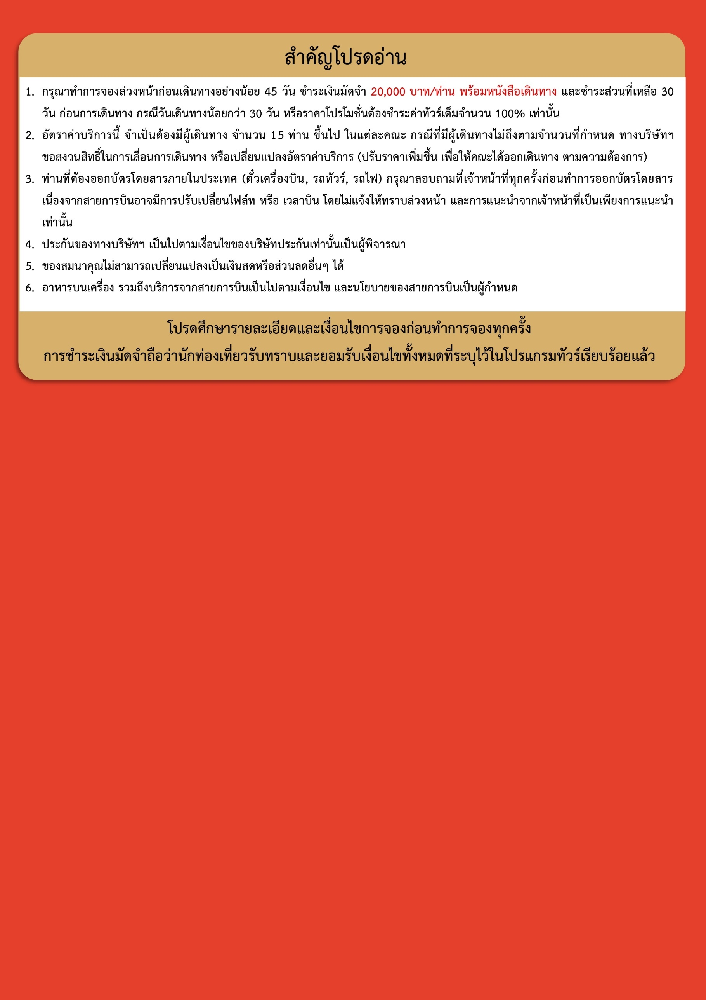 สำคัญโปรดอ่าน
1. กรุณาทำการจองล่วงหน้าก่อนเดินทางอย่างน้อย 45 วัน ชำระเงินมัดจำ 20,000 บาท/ท่าน พร้อมหนังสือเดินทาง และชำระส่วนที่เหลือ 30
วัน ก่อนการเดินทาง กรณีวันเดินทางน้อยกว่า 30 วัน หรือราคาโปรโมชั่นต้องชำระค่าทัวร์เต็มจำนวน 100% เท่านั้น
2. อัตราค่าบริการนี้ จำเป็นต้องมีผู้เดินทาง จำนวน 15 ท่าน ขึ้นไป ในแต่ละคณะ กรณีที่มีผู้เดินทางไม่ถึงตามจำนวนที่กำหนด ทางบริษัทฯ
ขอสงวนสิทธิ์ในการเลื่อนการเดินทาง หรือเปลี่ยนแปลงอัตราค่าบริการ (ปรับราคาเพิ่มขึ้น เพื่อให้คณะได้ออกเดินทาง ตามความต้องการ)
3. ท่านที่ต้องออกบัตรโดยสารภายในประเทศ (ตั๋วเครื่องบิน, รถทัวร์, รถไฟ) กรุณาสอบถามที่เจ้าหน้าที่ทุกครั้งก่อนทำการออกบัตรโดยสาร
เนื่องจากสายการบินอาจมีการปรับเปลี่ยนไฟล์ท หรือ เวลาบิน โดยไม่แจ้งให้ทราบล่วงหน้า และการแนะนำจากเจ้าหน้าที่เป็นเพียงการแนะนำ
เท่านั้น
4. ประกันของทางบริษัทฯ เป็นไปตามเงื่อนไขของบริษัทประกันเท่านั้นเป็นผู้พิจารณา
5. ของสมนาคุณไม่สามารถเปลี่ยนแปลงเป็นเงินสดหรือส่วนลดอื่นๆ ได้
6. อาหารบนเครื่อง รวมถึงบริการจากสายการบินเป็นไปตามเงื่อนไข และนโยบายของสายการบินเป็นผู้กำหนด
โปรดศึกษารายละเอียดและเงื่อนไขการจองก่อนทำการจองทุกครั้ง
การชำระเงินมัดจำถือว่านักท่องเที่ยวรับทราบและยอมรับเงื่อนไขทั้งหมดที่ระบุไว้ในโปรแกรมทัวร์เรียบร้อยแล้ว